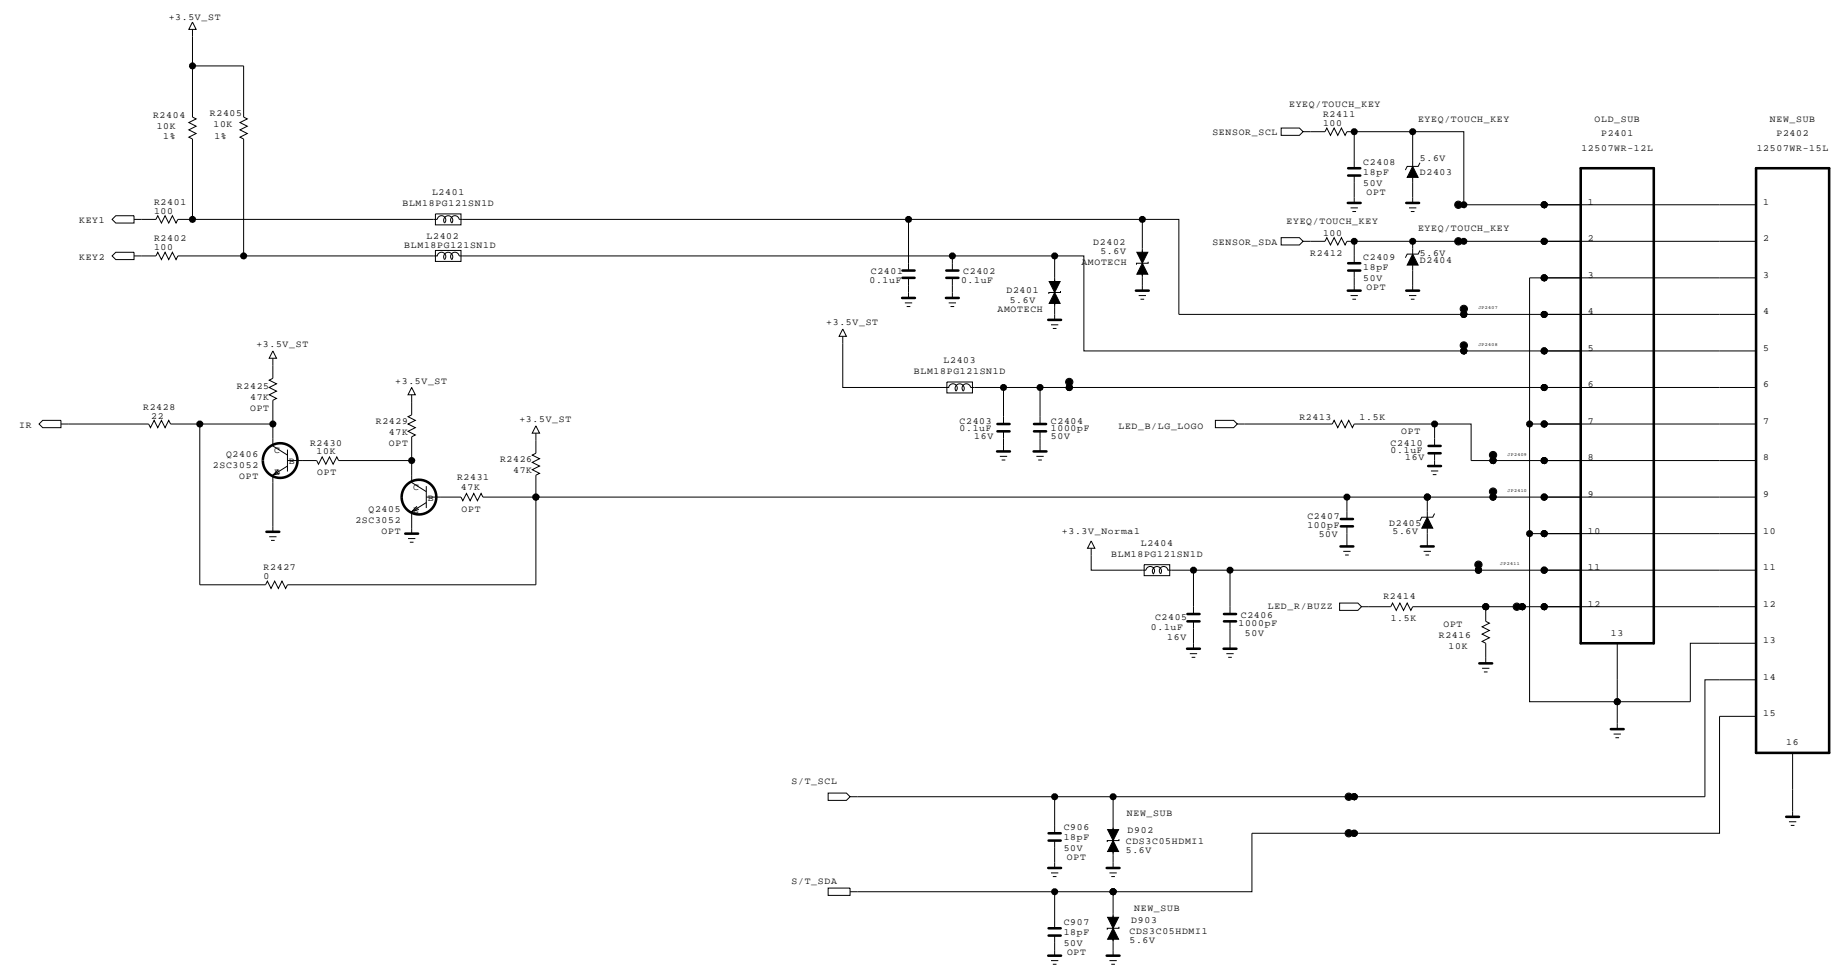 +3.5V_ST
R2404
10K
1%
R2405
10K
1%
KEY1
R2401
100
KEY2
R2402
100
L2401
BLM18PG121SN1D
L2402
BLM18PG121SN1D
C2401
0.1uF
C2402
0.1uF
D2401
5.6V
AMOTECH
D2402
5.6V
AMOTECH
EYEQ/TOUCH_KEY
R2411
100
SENSOR_SCL
EYEQ/TOUCH_KEY
C2408
18pF
50V
OPT
5.6V
D2403
EYEQ/TOUCH_KEY
100
R2412
SENSOR_SDA
EYEQ/TOUCH_KEY
C2409
18pF
50V
OPT
5.6V
D2404
OLD_SUB
P2401
12507WR-12L
1
2
3
4
5
6
7
8
9
10
11
12
13
NEW_SUB
P2402
12507WR-15L
1
2
3
4
5
6
7
8
9
10
11
12
13
14
15
16
JP2407
JP2408
JP2409
JP2410
JP2411
+3.5V_ST
L2403
BLM18PG121SN1D
C2403
0.1uF
16V
C2404
1000pF
50V
LED_B/LG_LOGO
R2413
1.5K
OPT
C2410
0.1uF
16V
+3.5V_ST
R2425
47K
OPT
IR
R2428
22
Q2406
2SC3052
OPT
C
B
E
R2430
10K
OPT
+3.5V_ST
R2429
47K
OPT
Q2405
2SC3052
OPT
C
B
E
R2431
47K
OPT
+3.5V_ST
R2426
47K
R2427
0
C2407
100pF
50V
D2405
5.6V
+3.3V_Normal
L2404
BLM18PG121SN1D
C2405
0.1uF
16V
C2406
1000pF
50V
LED_R/BUZZ
R2414
1.5K
OPT
R2416
10K
S/T_SCL
C906
18pF
50V
OPT
NEW_SUB
D902
CDS3C05HDMI1
5.6V
S/T_SDA
C907
18pF
50V
OPT
NEW_SUB
D903
CDS3C05HDMI1
5.6V